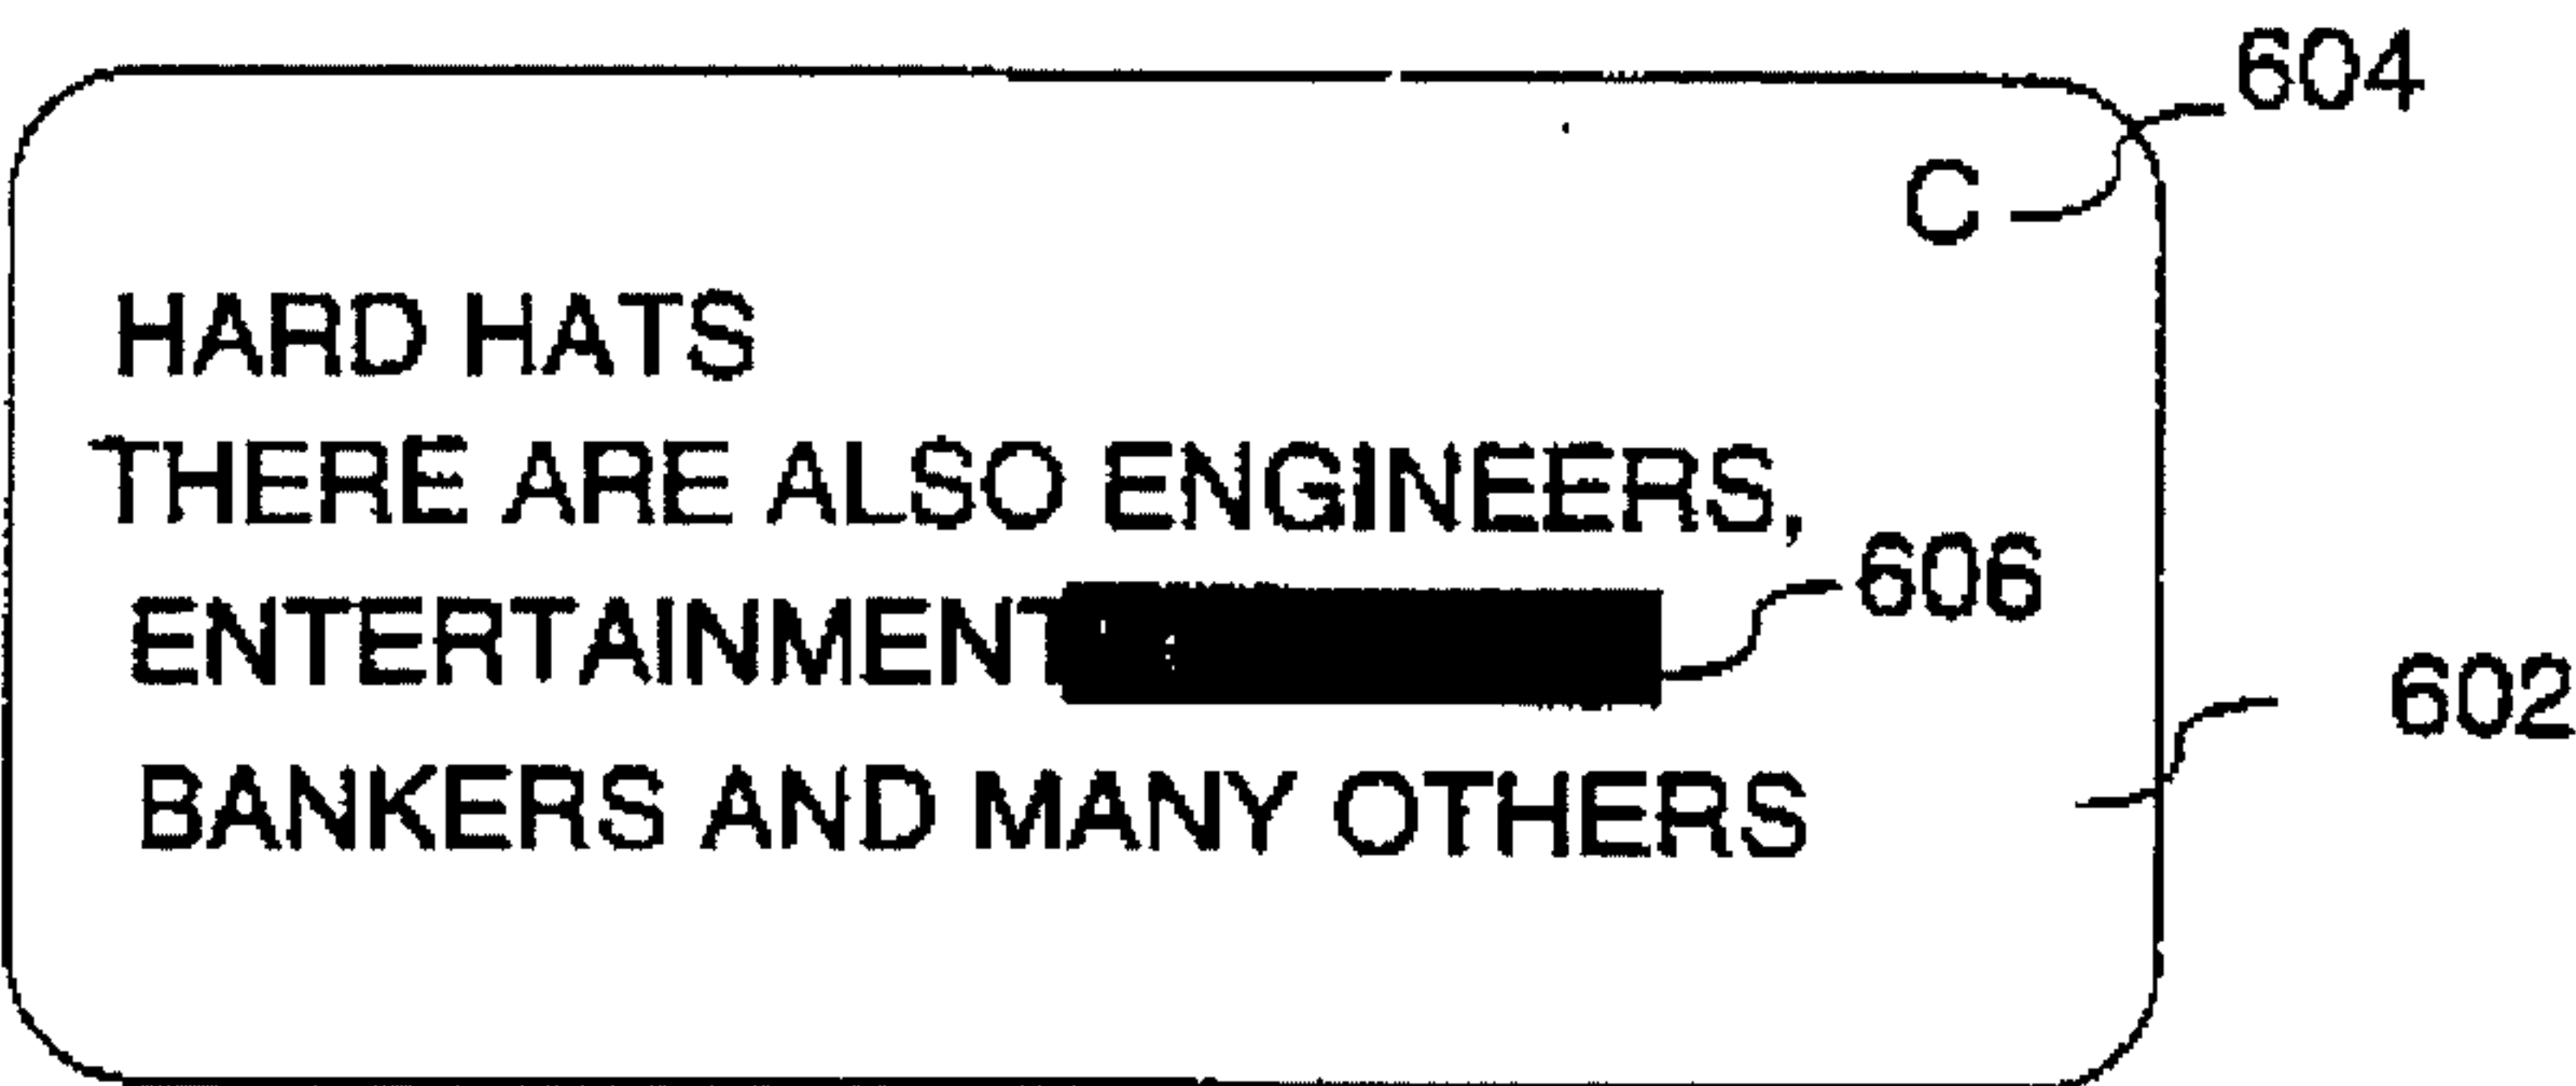 604
C
HARD HATS
THERE ARE ALSO ENGINEERS,
606
ENTERTAINMENT
602
BANKERS AND MANY OTHERS